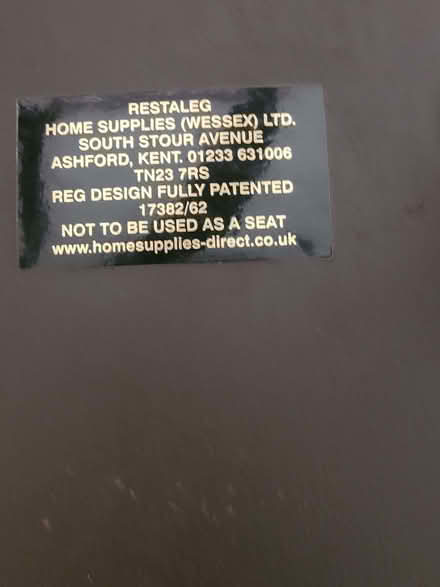 RESTALEG
HOME SUPPLIES (WESSEX) LTD.
SOUTH STOUR AVENUE
ASHFORD, KENT. 01233 631006
TN23 7RS
REG DESIGN FULLY PATENTED
17382/62
NOT TO BE USED AS A SEAT
www.homesupplies-direct.co.uk